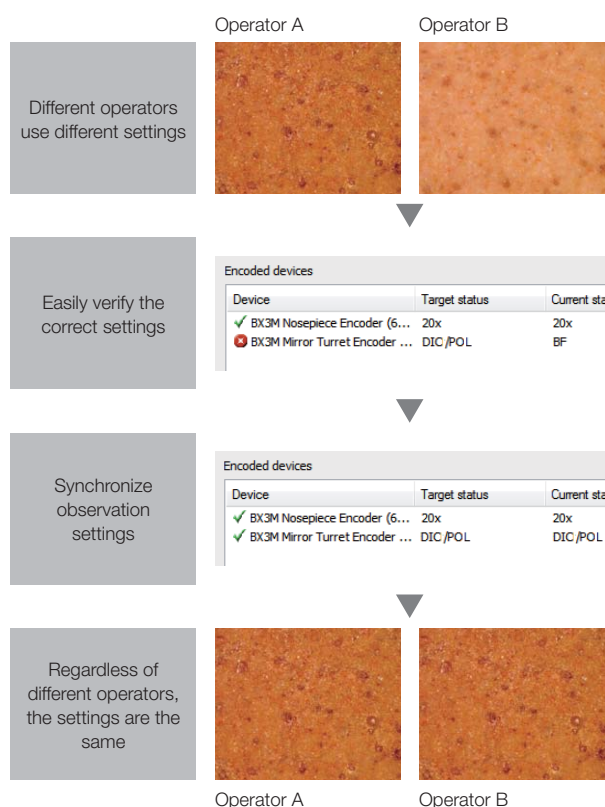 Operator A
Operator B
Different operators
use different settings
Easily verify the
correct settings
Encoded devices
Device Target status Current sta
BX3M Nosepiece Encoder (6... 20x 20x
BX3M Mirror Turret Encoder ... DIC/POL BF
Synchronize
observation
settings
Encoded devices
Device Target status Current sta
BX3M Nosepiece Encoder (6... 20x 20x
BX3M Mirror Turret Encoder ... DIC/POL DIC/POL
Regardless of
different operators,
the settings are the
same
Operator A
Operator B